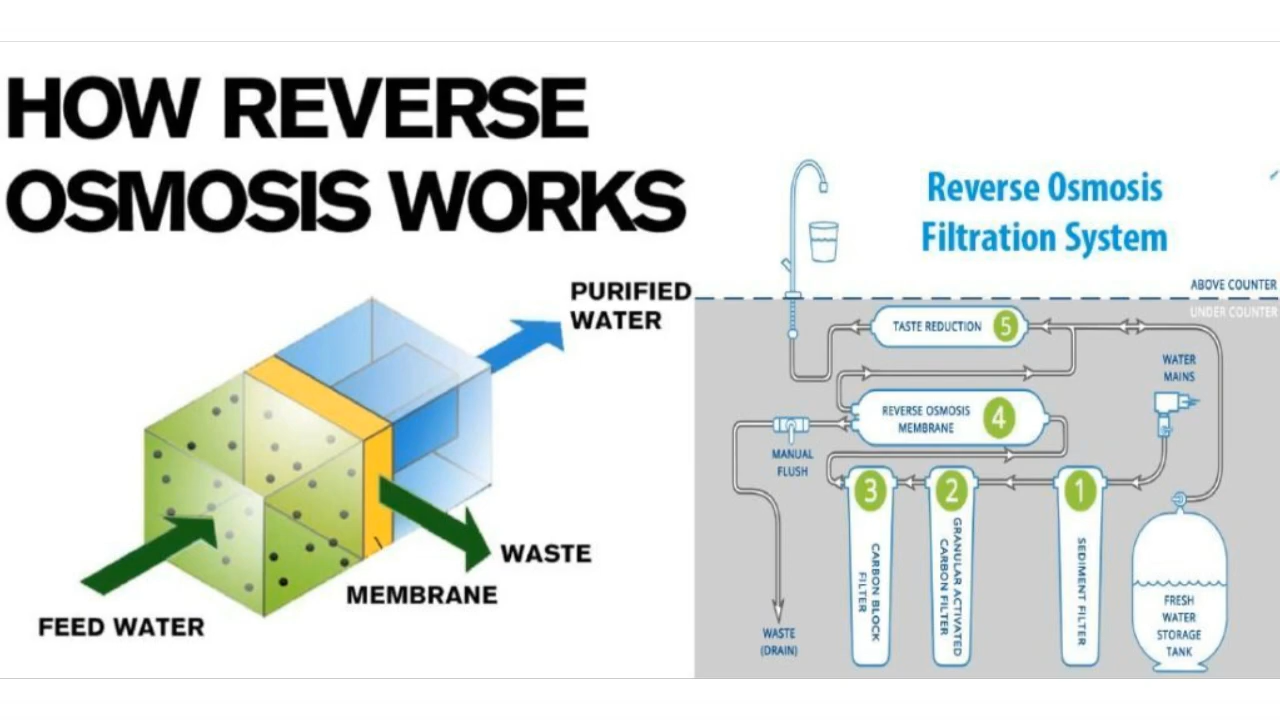 HOW REVERSE
OSMOSIS WORKS
PURIFIED
WATER
WASTE
MEMBRANE
FEED WATER
Reverse Osmosis
Filtration System
ABOVE COUNTER
UNDER COUNTER
TASTE REDUCTION 5
WATER
MAINS
REVERSE OSMOSIS
MEMBRANE
4
MANUAL
FLUSH
3
CARBON BLOCK
FILTER
2
GRANULAR ACTIVATED
CARBON FILTER
1
SEDIMENT FILTER
FRESH
WATER
STORAGE
TANK
WASTE
(DRAIN)